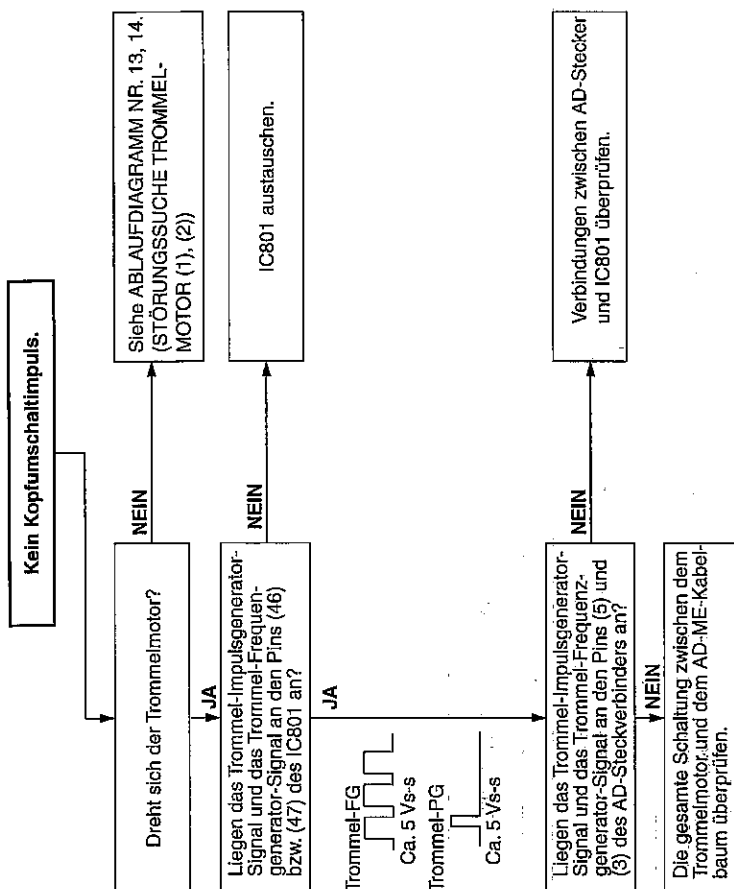 Kein Kopfumschaltimpuls.
Dreht sich der Trommelmotor?
NEIN
Siehe ABLAUFDIAGRAMM NR. 13, 14.
(STÖRUNGSSUCHE TROMMEL-
MOTOR (1), (2))
JA
Liegen das Trommel-Impulsgenerator-
Signal und das Trommel-Frequen-
generator-Signal an den Pins (46)
bzw. (47) des IC801 an?
NEIN
IC801 austauschen.
JA
Trommel-FG
Ca. 5 Vs-s
Trommel-PG
Ca. 5 Vs-s
Liegen das Trommel-Impulsgenerator-
Signal und das Trommel-Frequenz-
generator-Signal an den Pins (5) und
(3) des AD-Steckverbinders an?
NEIN
Verbindungen zwischen AD-Stecker
und IC801 überprüfen.
NEIN
Die gesamte Schaltung zwischen dem
Trommelmotor und dem AD-ME-Kabel-
baum überprüfen.